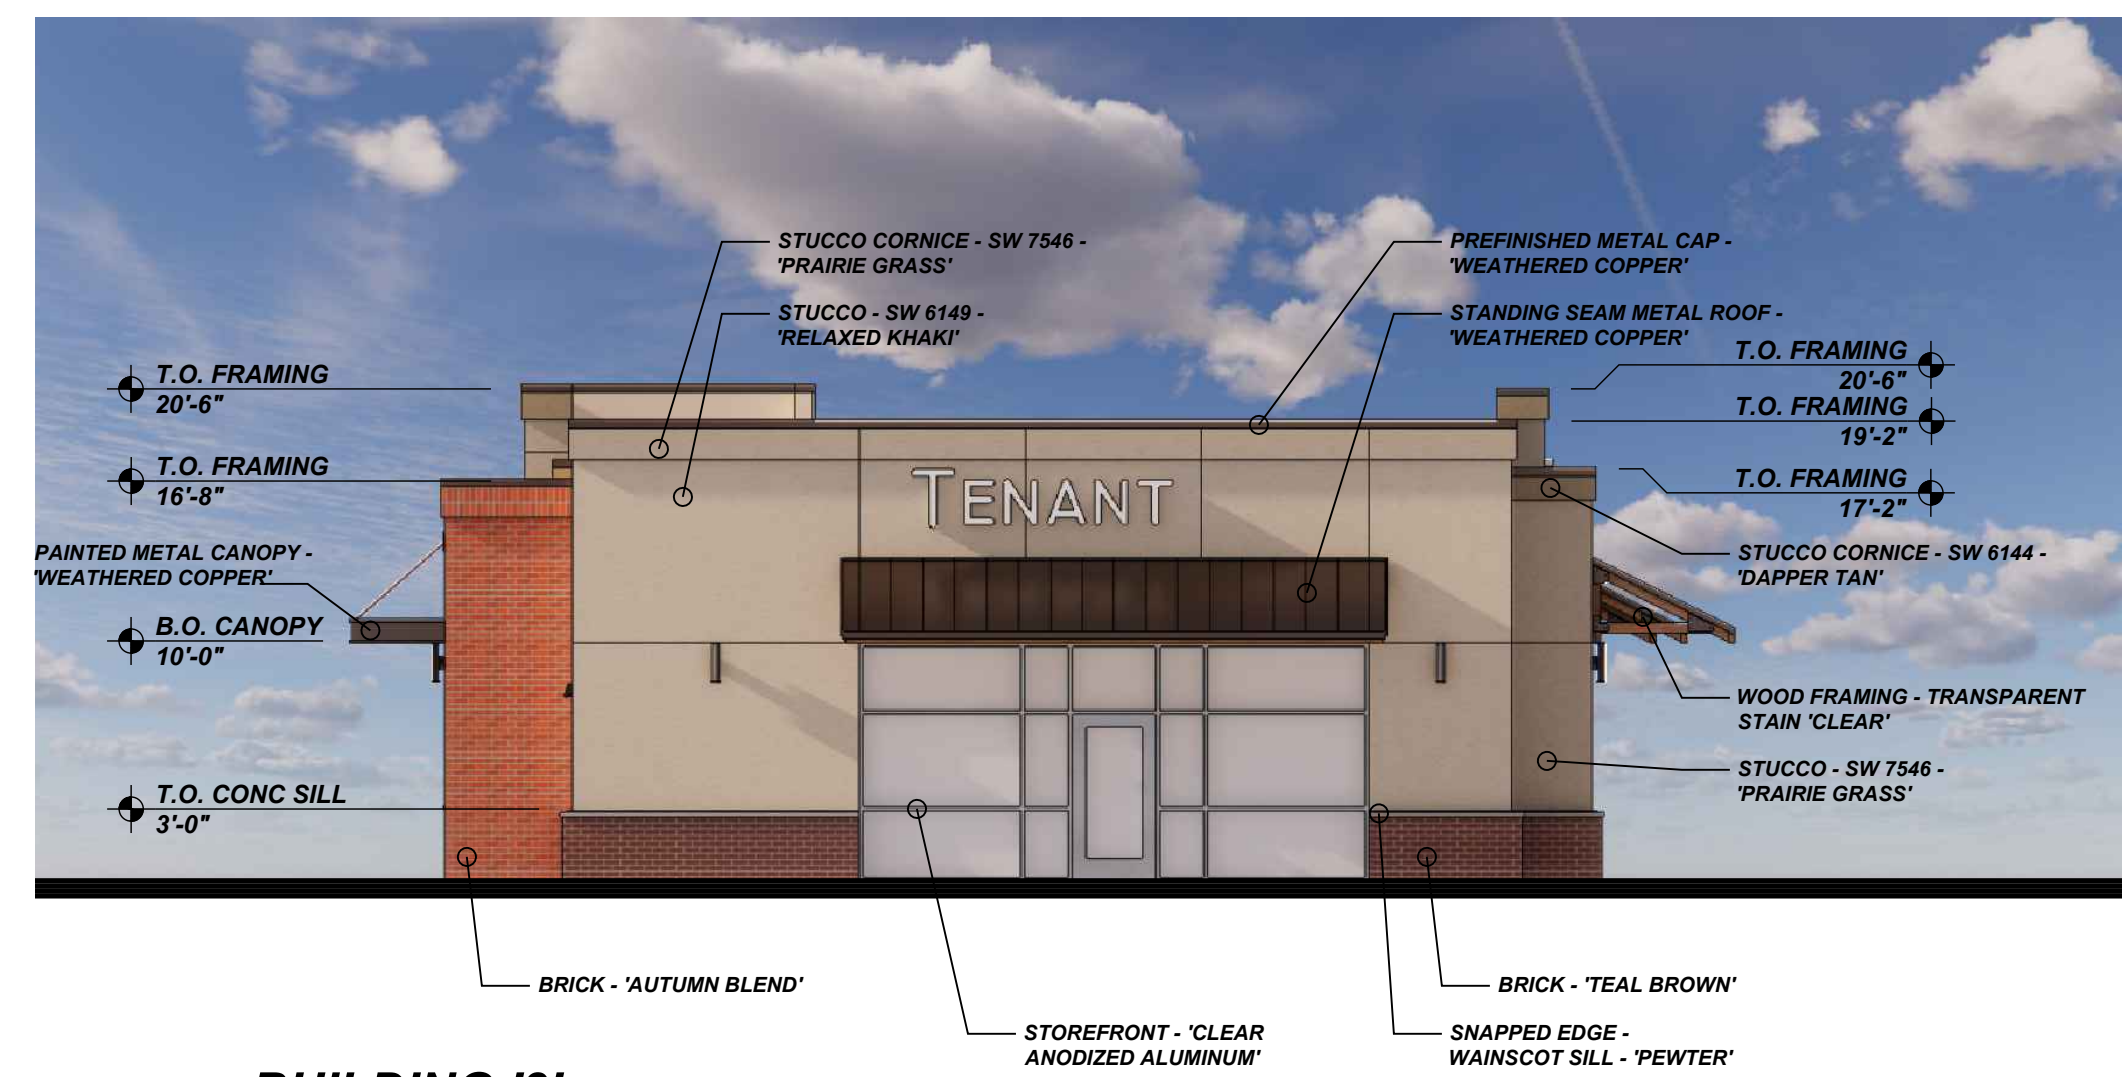 STUCCO CORNICE - SW 7546 -
'PRAIRIE GRASS'
STUCCO - SW 6149 -
'RELAXED KHAKI'
PREFINISHED METAL CAP -
'WEATHERED COPPER'
STANDING SEAM METAL ROOF -
'WEATHERED COPPER'
T.O. FRAMING
20'-6"
T.O. FRAMING
16'-8"
PAINTED METAL CANOPY -
'WEATHERED COPPER'
B.O. CANOPY
10'-0"
T.O. CONC SILL
3'-0"
TENANT
T.O. FRAMING
20'-6"
T.O. FRAMING
19'-2"
T.O. FRAMING
17'-2"
STUCCO CORNICE - SW 6144 -
'DAPPER TAN'
WOOD FRAMING - TRANSPARENT
STAIN 'CLEAR'
STUCCO - SW 7546 -
'PRAIRIE GRASS'
BRICK - 'AUTUMN BLEND'
STOREFRONT - 'CLEAR
ANODIZED ALUMINUM'
BRICK - 'TEAL BROWN'
SNAPPED EDGE -
WAINSCOT SILL - 'PEWTER'
BUILDING